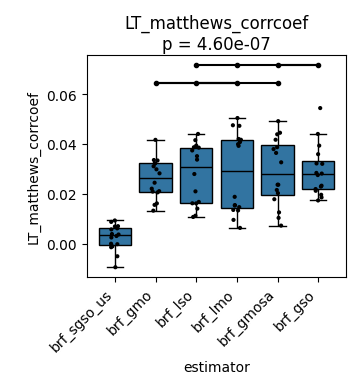 LT_matthews_corrcoef
p = 4.60e-07
LT_matthews_corrcoef
0.06
0.04
0.02
0.00
brf_sgso_us
brf_gmo
brf_lso
brf_lmo
brf_gmosa
brf_gso
estimator